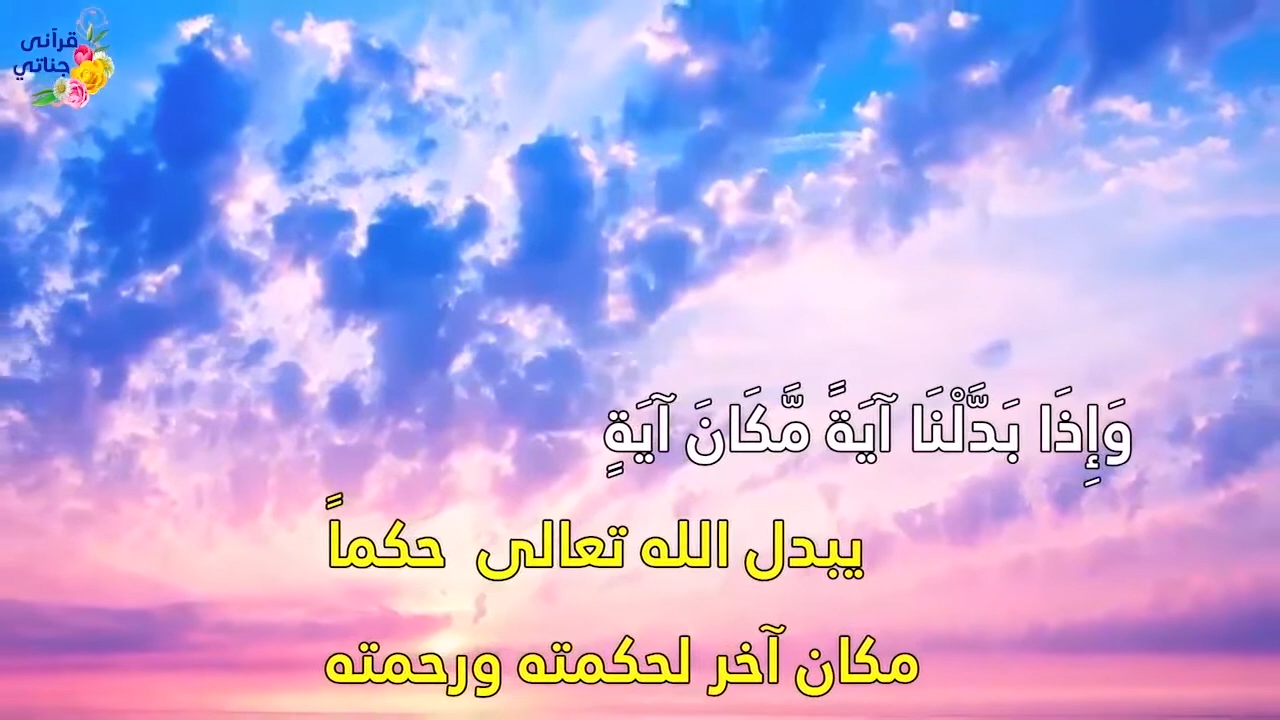 قرآنى
جناتي
وَإِذَا بَدَّلْنَا آيَةً مَّكَانَ آيَةٍ
يبدل الله تعالى حكماً
مكان آخر لحكمته ورحمته